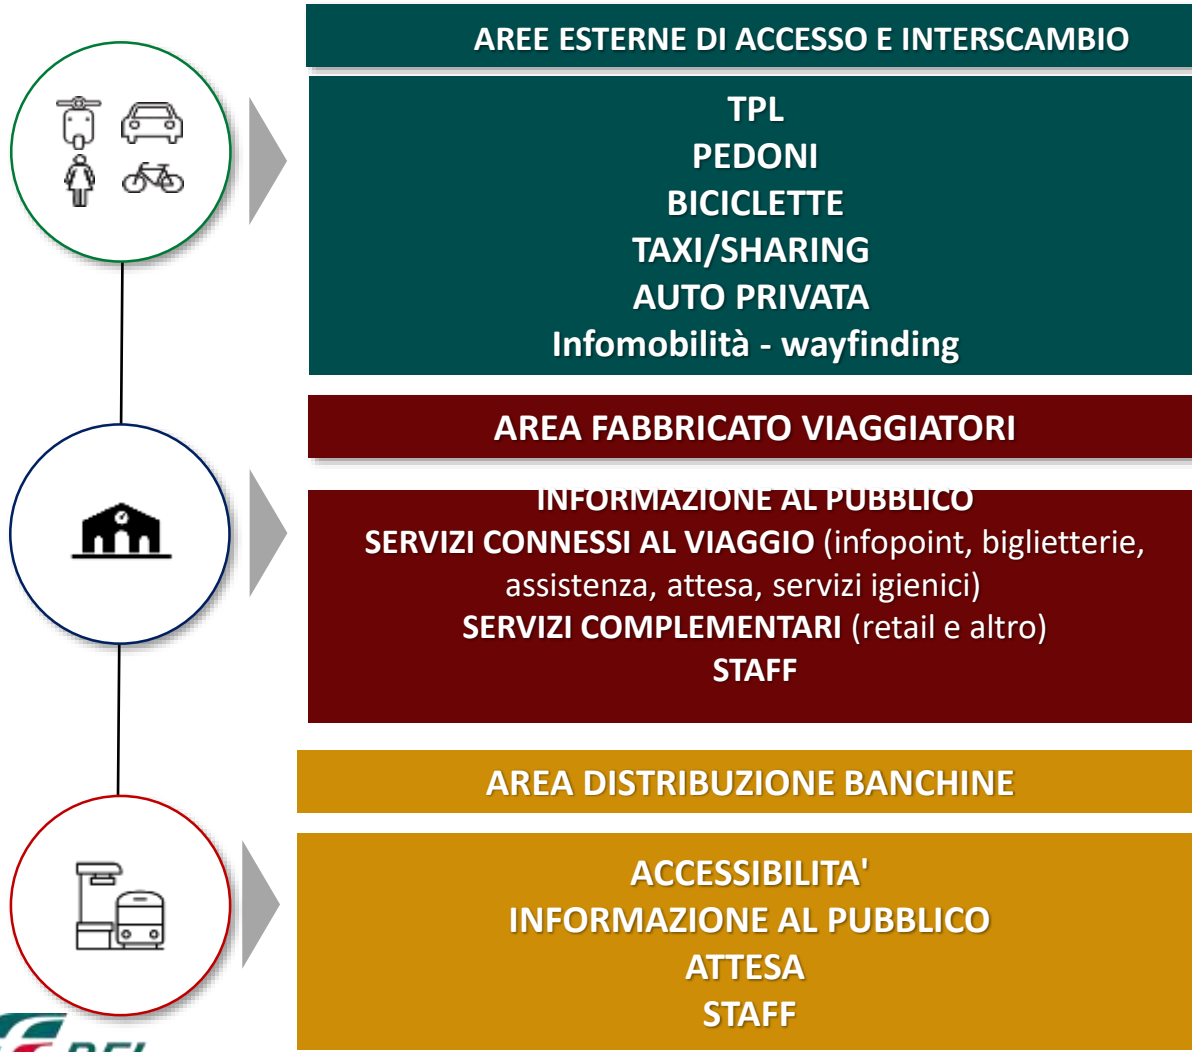 AREE ESTERNE DI ACCESSO E INTERSCAMBIO
TPL
PEDONI
BICICLETTE
TAXI/SHARING
AUTO PRIVATA
Infomobilità - wayfinding
AREA FABBRICATO VIAGGIATORI
INFORMAZIONE AL PUBBLICO
SERVIZI CONNESSI AL VIAGGIO (infopoint, biglietterie,
assistenza, attesa, servizi igienici)
SERVIZI COMPLEMENTARI (retail e altro)
STAFF
AREA DISTRIBUZIONE BANCHINE
ACCESSIBILITA'
INFORMAZIONE AL PUBBLICO
ATTESA
STAFF